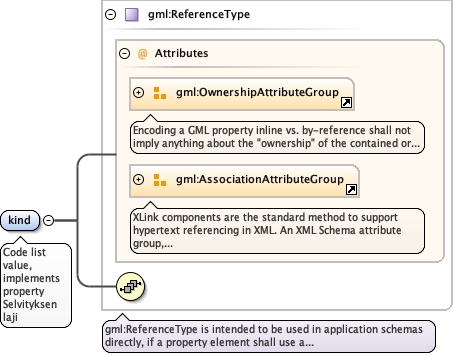 gml:ReferenceType
@ Attributes
gml:OwnershipAttributeGroup
Encoding a GML property inline vs. by-reference shall not
imply anything about the "ownership" of the contained or...
gml:AssociationAttributeGroup
XLink components are the standard method to support
hypertext referencing in XML. An XML Schema attribute
group,...
kind
Code list
value,
implements
property
Selvityksen
laji
gml:ReferenceType is intended to be used in application schemas
directly, if a property element shall use a...